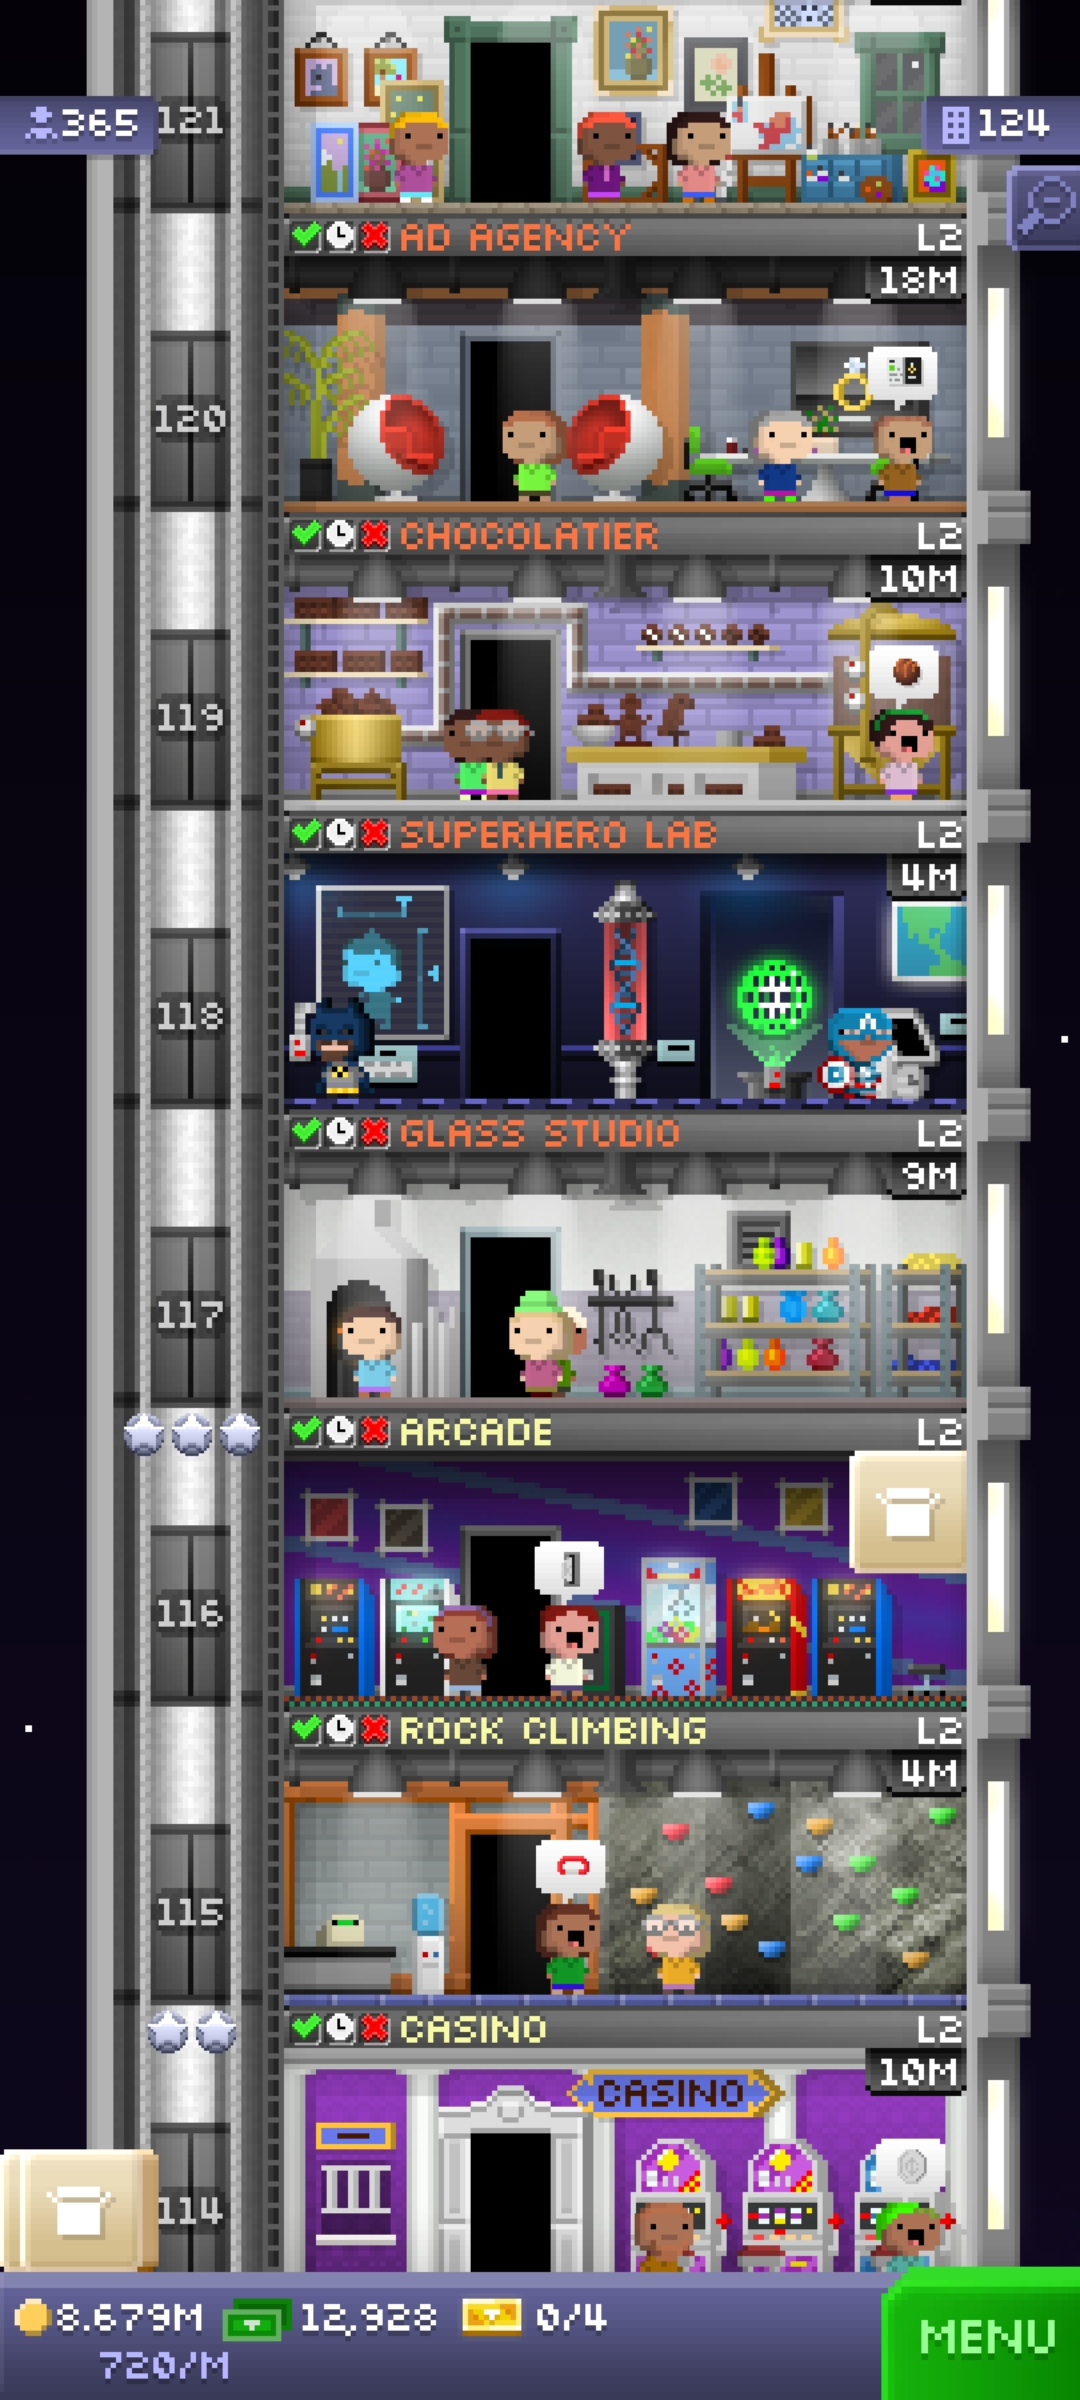 365
121
124
AD AGENCY L2
18M
120
CHOCOLATIER L2
10M
119
SUPERHERO LAB L2
4M
118
GLASS STUDIO L2
9M
117
ARCADE L2
116
ROCK CLIMBING L2
4M
115
CASINO L2
10M
CASINO
114
8.679M 12,928 0/4
720/M
MENU